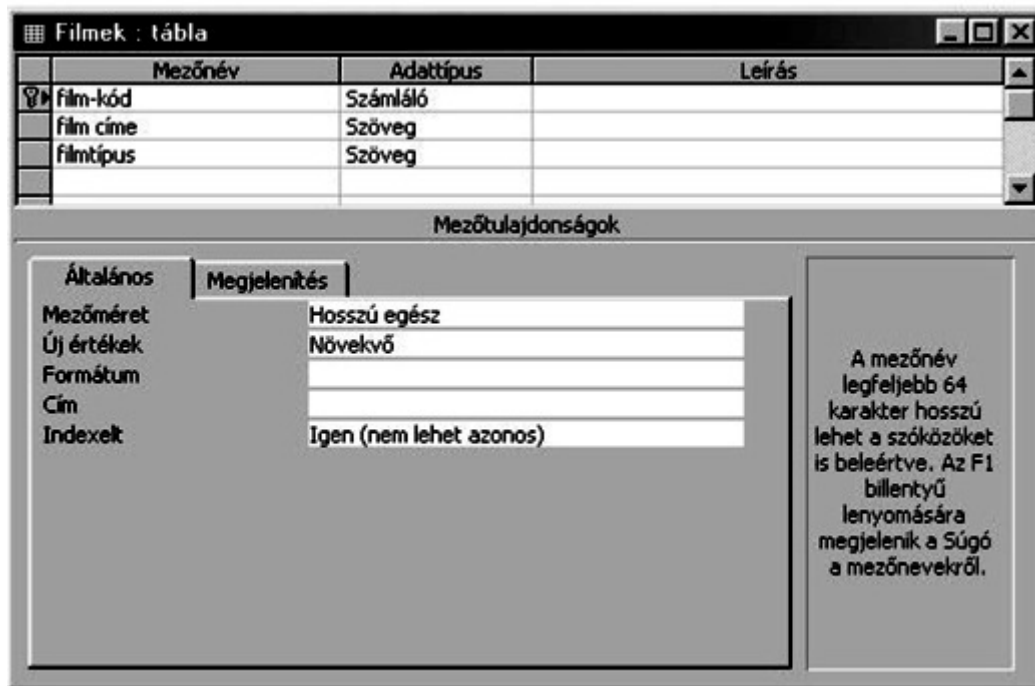 Filmek : tábla
Mezőnév Adattípus Leírás
film-kód Számláló
film címe Szöveg
filmtípus Szöveg
Mezőtulajdonságok
Általános Megjelenítés
Mezőméret Hosszú egész
Új értékek Növekvő
Formátum
Cím
Indexelt Igen (nem lehet azonos)
A mezőnév
legfeljebb 64
karakter hosszú
lehet a szóközöket
is beleértve. Az F1
billentyű
lenyomására
megjelenik a Súgó
a mezőnevekről.